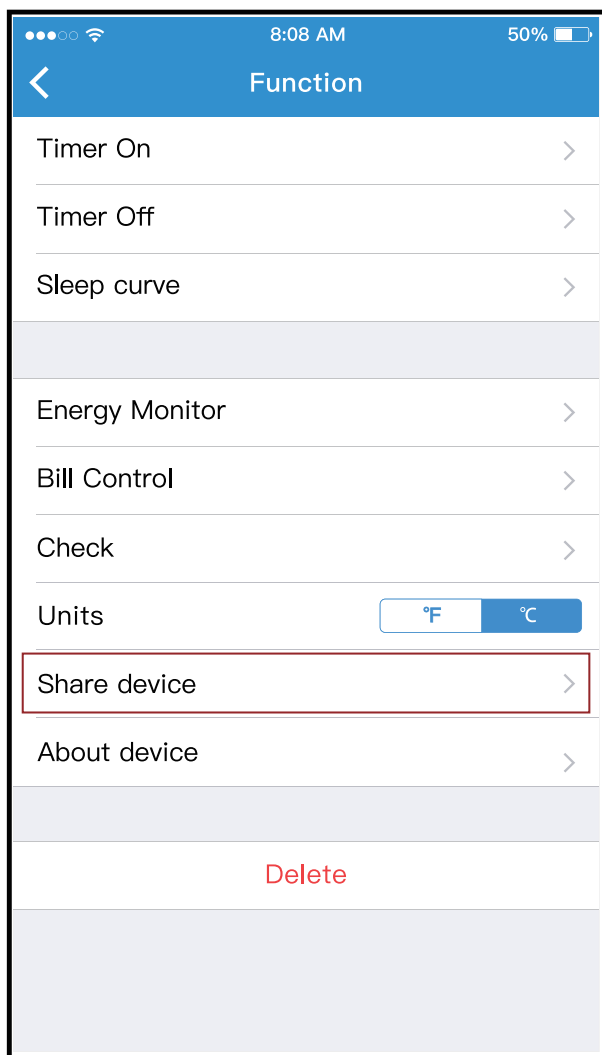 8:08 AM
50%
Function
Timer On
Timer Off
Sleep curve
Energy Monitor
Bill Control
Check
Units
℉ ℃
Share device
About device
Delete